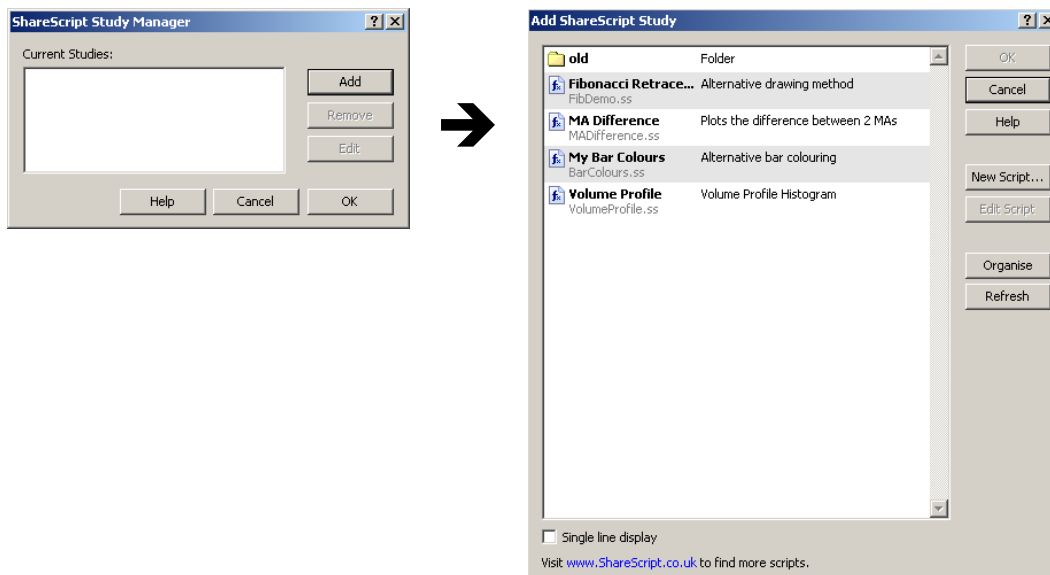 ShareScript Study Manager
Current Studies:
Add
Remove
Edit
Help
Cancel
OK
Add ShareScript Study
old Folder
Fibonacci Retrace... Alternative drawing method
FibDemo.ss
MA Difference Plots the difference between 2 MAs
MADifference.ss
My Bar Colours Alternative bar colouring
BarColours.ss
Volume Profile Volume Profile Histogram
VolumeProfile.ss
OK
Cancel
Help
New Script...
Edit Script
Organise
Refresh
Single line display
Visit www.ShareScript.co.uk to find more scripts.